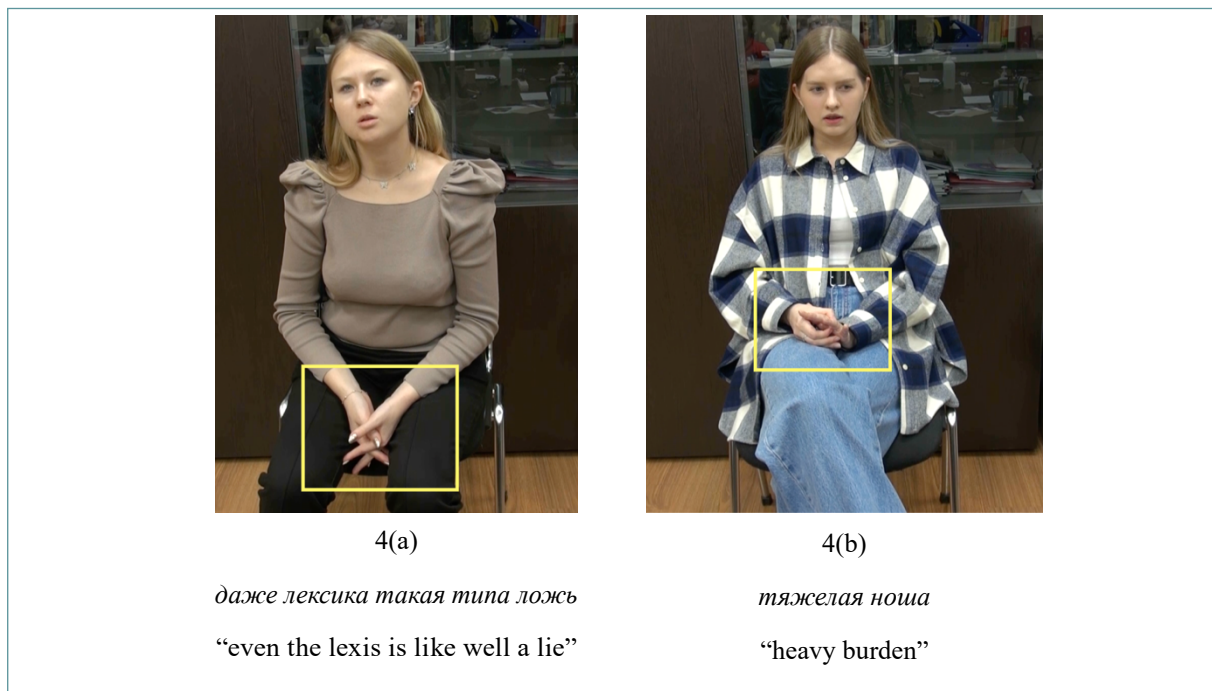 4(a)
4(b)
даже лексика такая типа ложь
тяжелая ноша
“even the lexis is like well a lie”
“heavy burden”